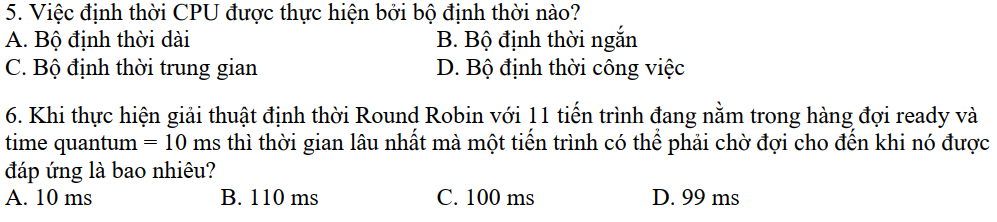 5. Việc định thời CPU được thực hiện bởi bộ định thời nào?
A. Bộ định thời dài B. Bộ định thời ngắn
C. Bộ định thời trung gian D. Bộ định thời công việc
6. Khi thực hiện giải thuật định thời Round Robin với 11 tiến trình đang nằm trong hàng đợi ready và
time quantum = 10 ms thì thời gian lâu nhất mà một tiến trình có thể phải chờ đợi cho đến khi nó được
đáp ứng là bao nhiêu?
A. 10 ms B. 110 ms C. 100 ms D. 99 ms